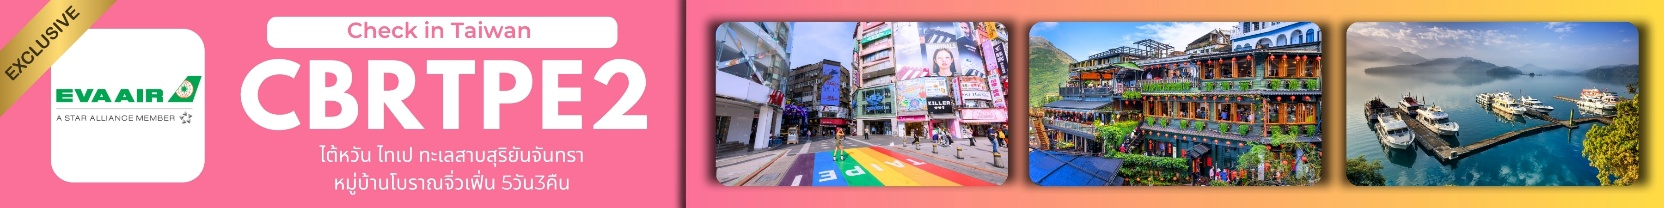 EXCLUSIVE
EVA AIR
A STAR ALLIANCE MEMBER
Check in Taiwan
CBRTPE2
ไต้หวัน ไทเป ทะเลสาบสุริยันจันทรา
หมู่บ้านโบราณจิ่วเฟิ่น 5วัน3คืน
KILLER